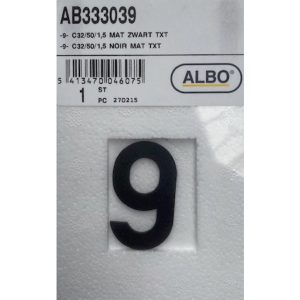 AB333039
-9- C32/50/1,5 MAT ZWART TXT
-9- C32/50/1,5 NOIR MAT TXT
5 413470 046075
1 ST
PC 270215
ALBO
9